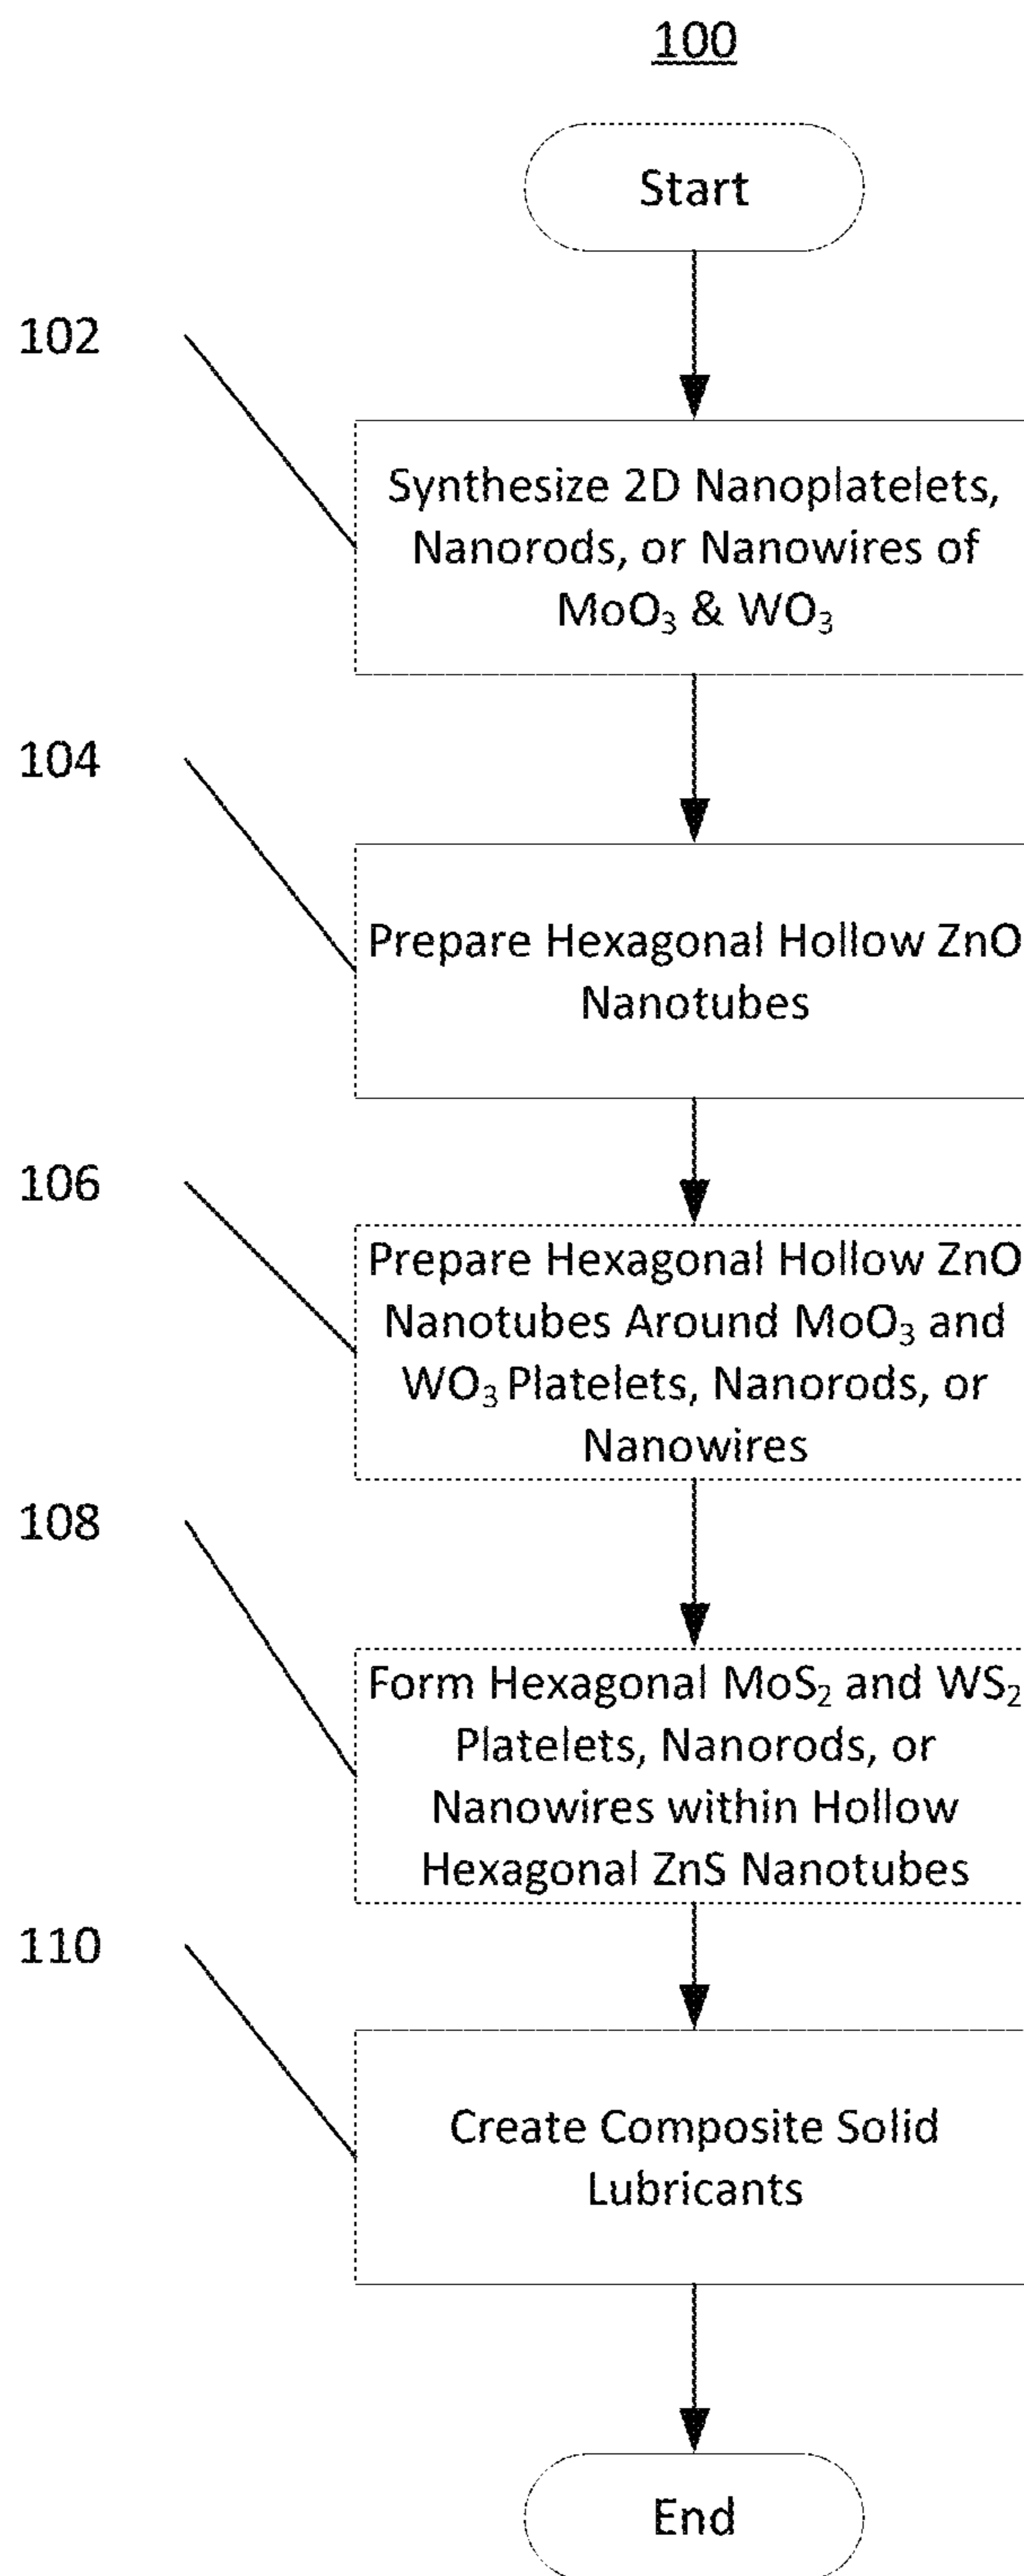 100
Start
102
Synthesize 2D Nanoplatelets,
Nanorods, or Nanowires of
MoO₃ & WO₃
104
Prepare Hexagonal Hollow ZnO
Nanotubes
106
Prepare Hexagonal Hollow ZnO
Nanotubes Around MoO₃ and
WO₃ Platelets, Nanorods, or
Nanowires
108
Form Hexagonal MoS₂ and WS₂
Platelets, Nanorods, or
Nanowires within Hollow
Hexagonal ZnS Nanotubes
110
Create Composite Solid
Lubricants
End